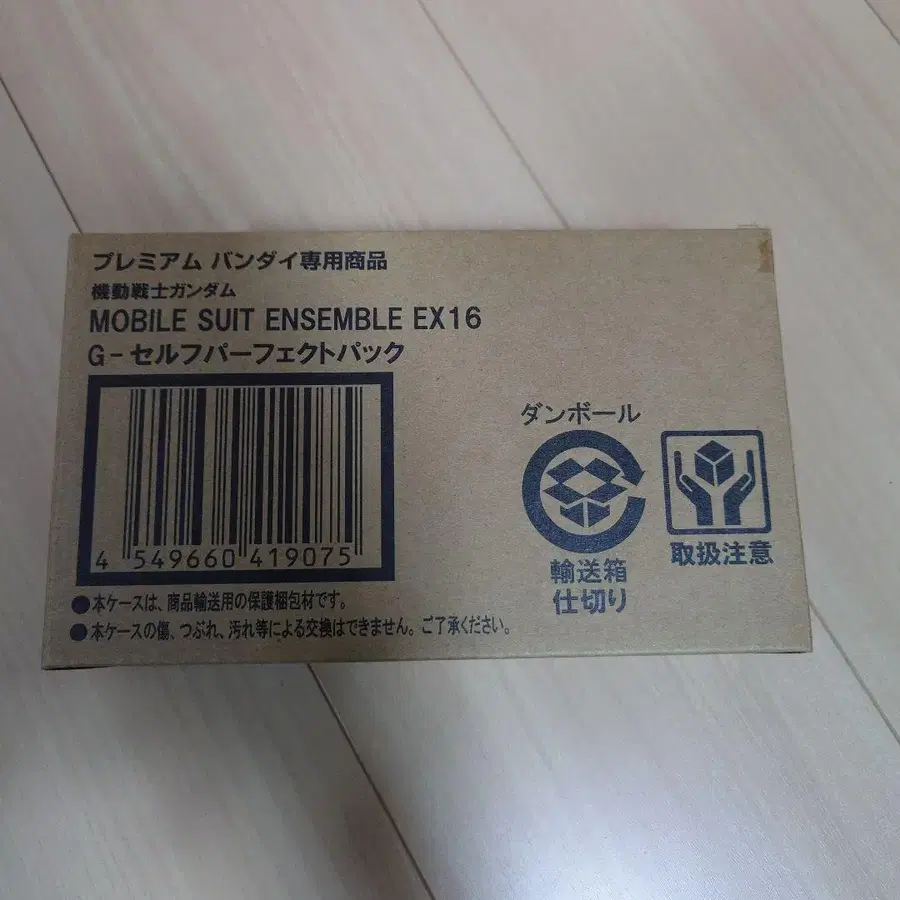 プレミアム バンダイ専用商品
機動戦士ガンダム
MOBILE SUIT ENSEMBLE EX16
G-セルフパーフェクトパック
4 549660 419075
ダンボール
輸送箱
仕切り
取扱注意
●本ケースは、商品輸送用の保護梱包材です。
●本ケースの傷、つぶれ、汚れ等による交換はできません。ご了承ください。